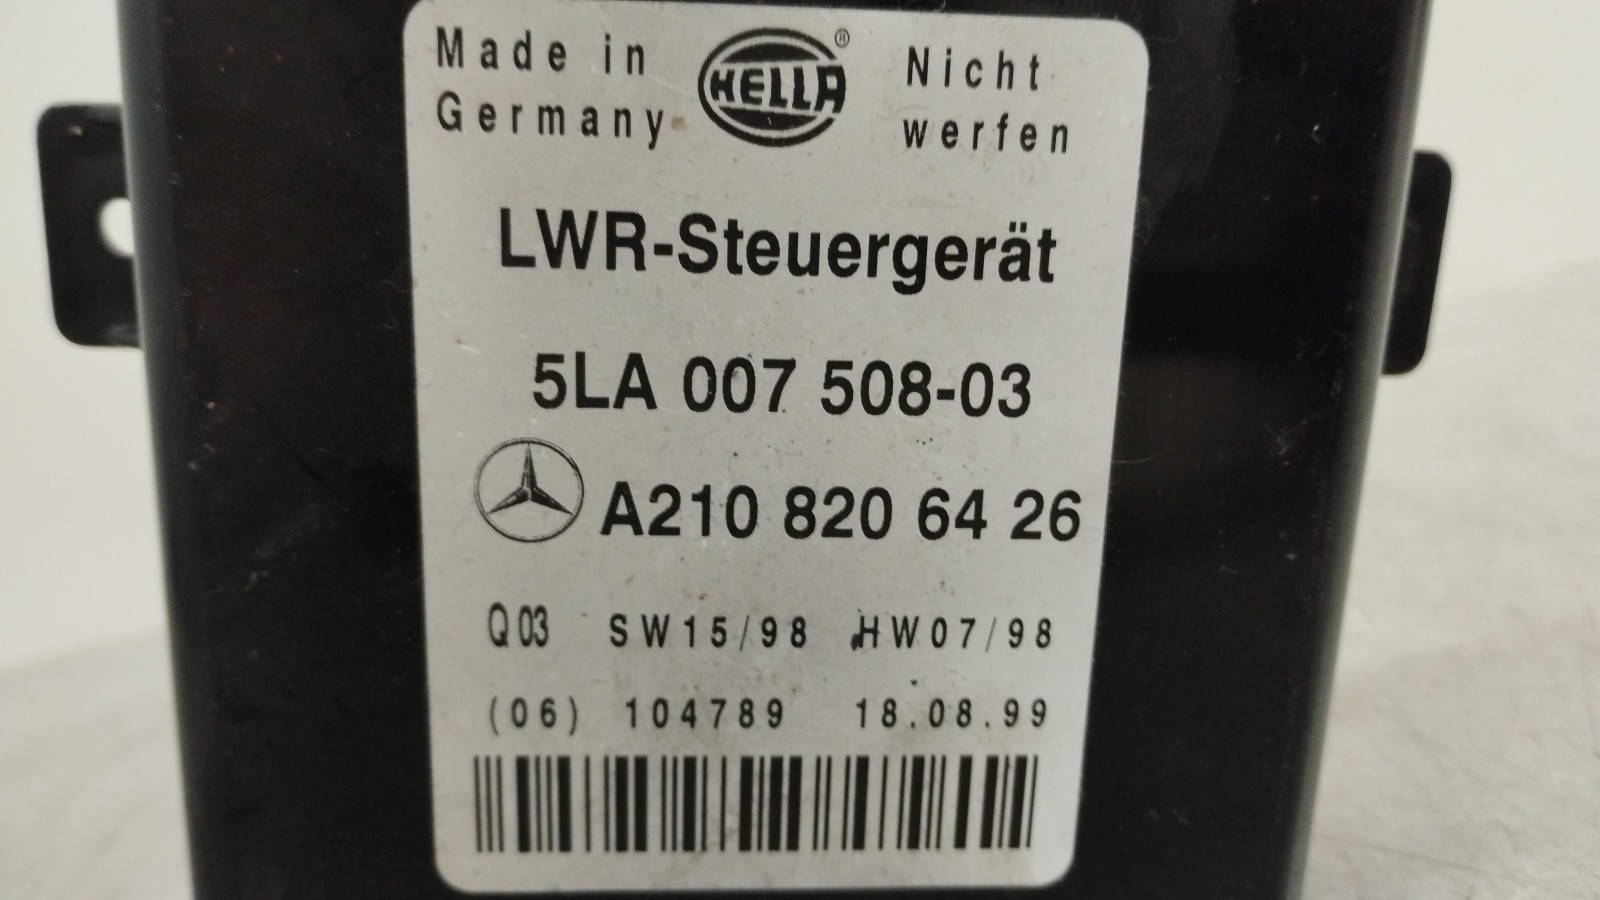 Made in
Germany
HELLA®
Nicht
werfen
LWR-Steuergerät
5LA 007 508-03
A210 820 64 26
Q03 SW15/98 HW07/98
(06) 104789 18.08.99